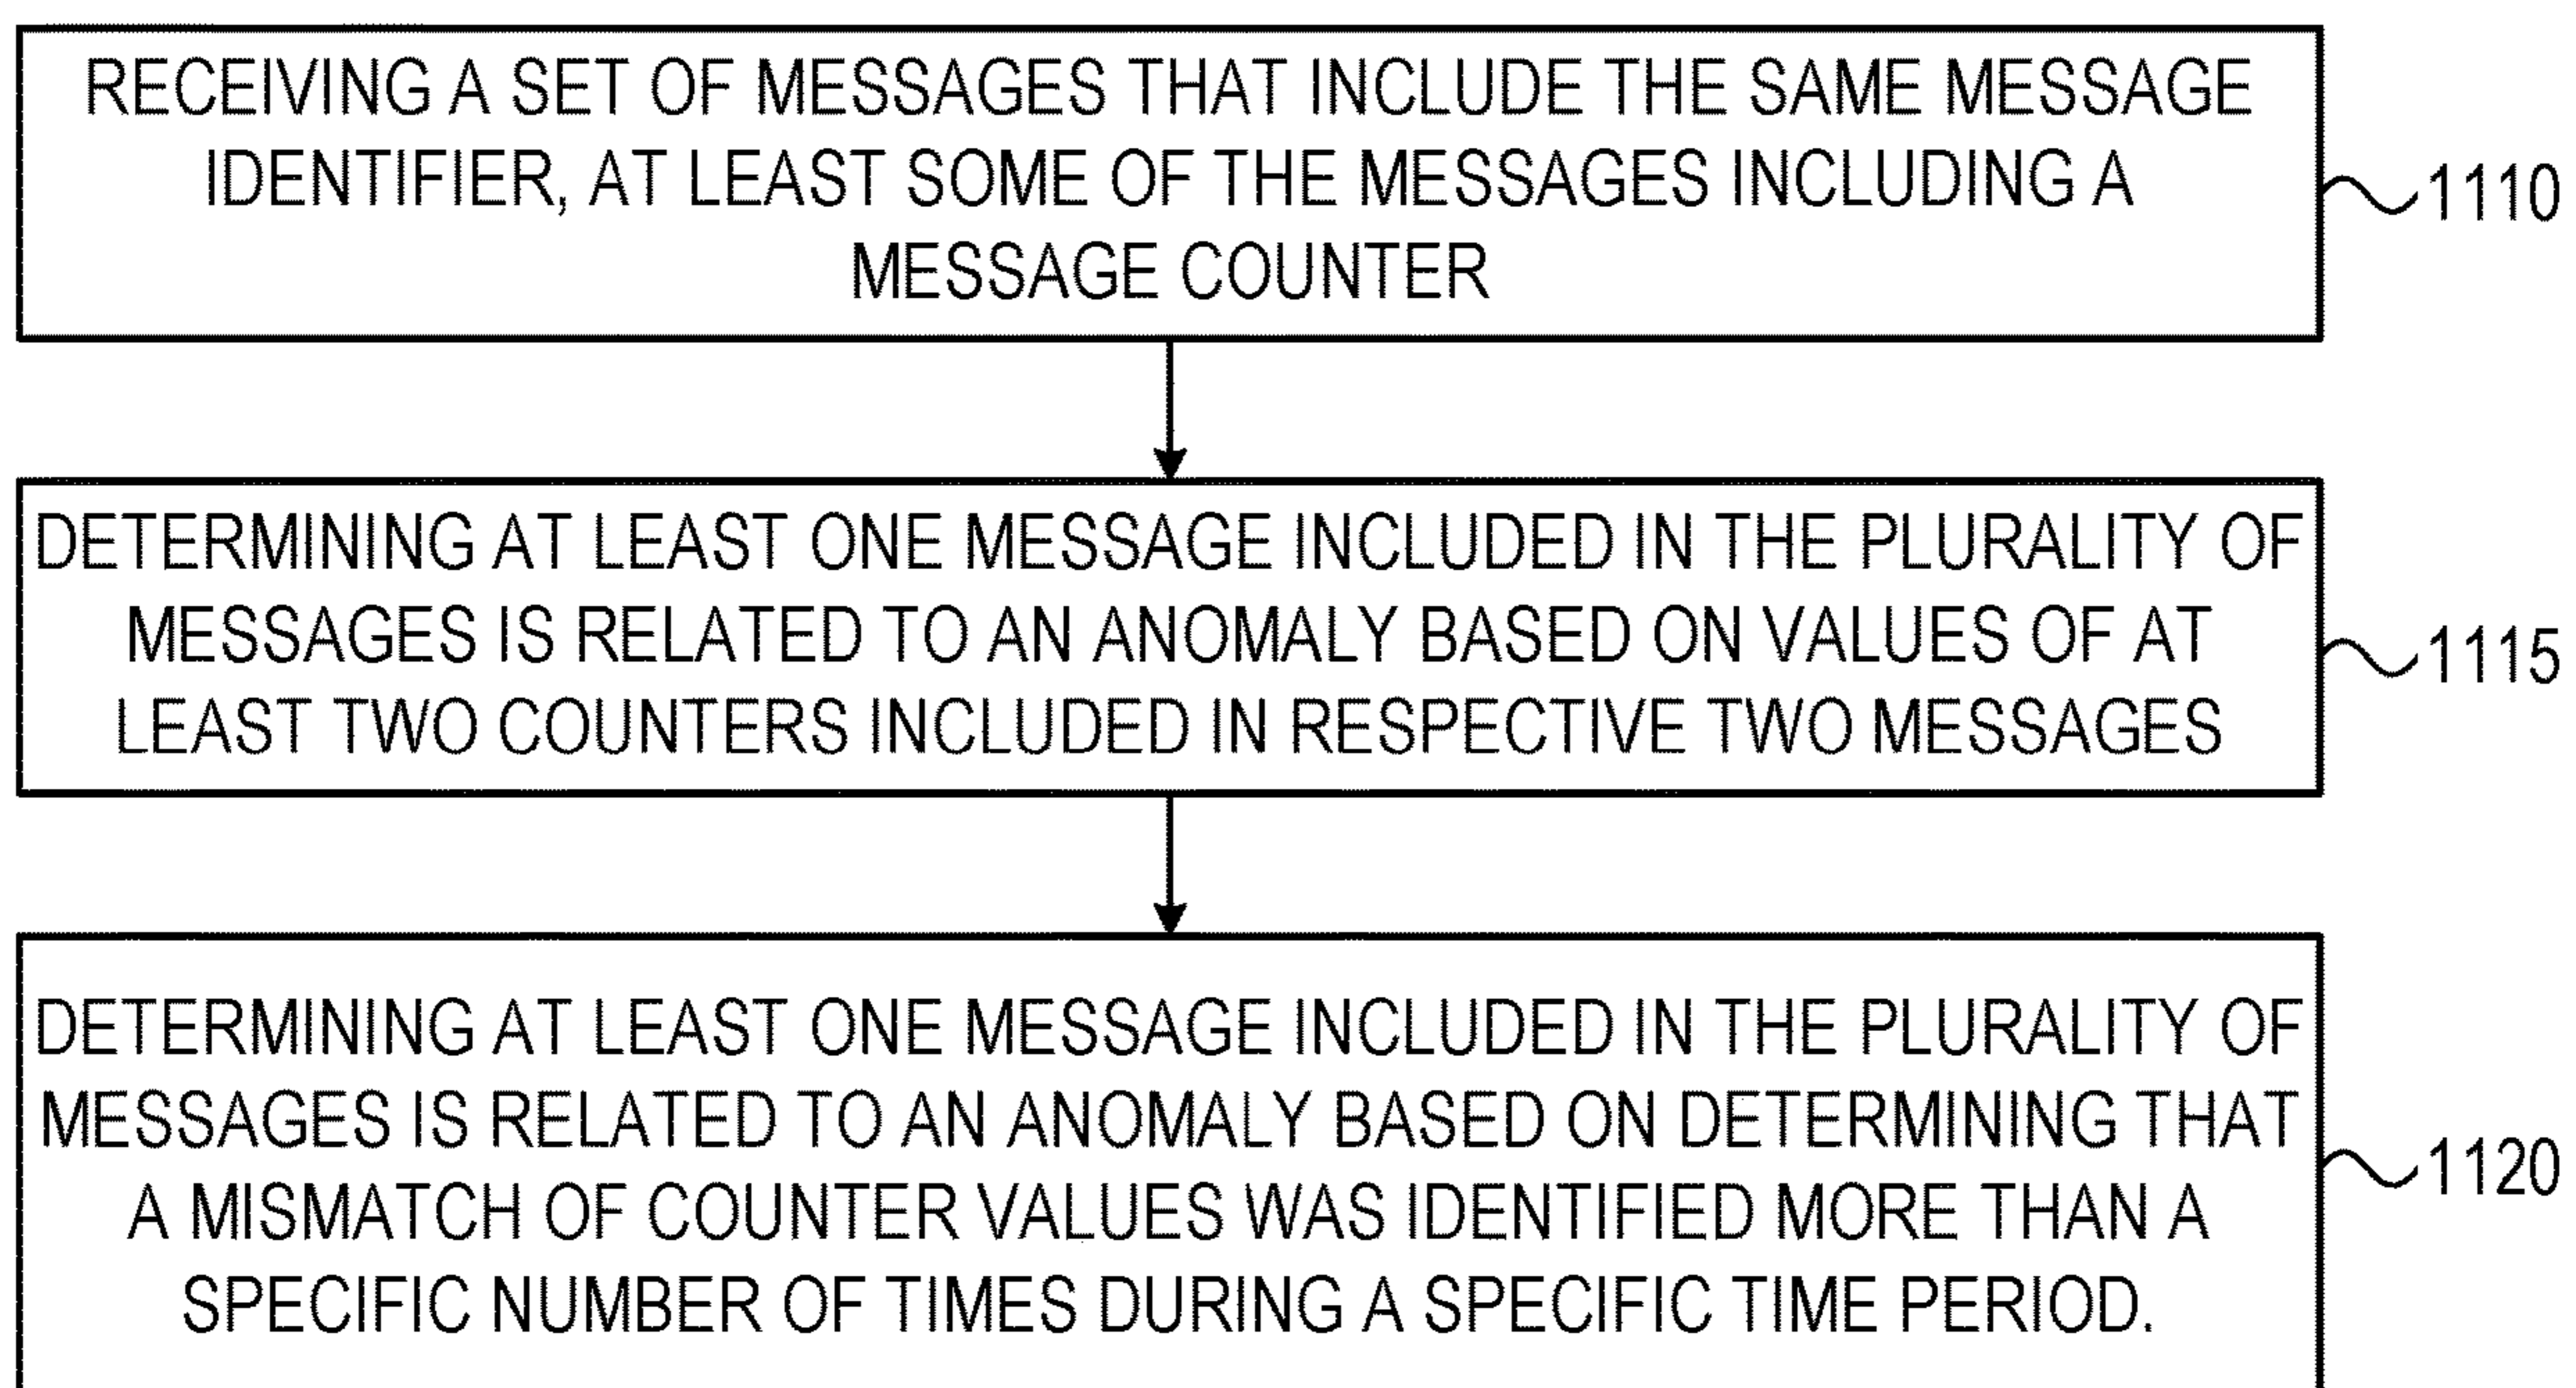 RECEIVING A SET OF MESSAGES THAT INCLUDE THE SAME MESSAGE
IDENTIFIER, AT LEAST SOME OF THE MESSAGES INCLUDING A
MESSAGE COUNTER
1110
DETERMINING AT LEAST ONE MESSAGE INCLUDED IN THE PLURALITY OF
MESSAGES IS RELATED TO AN ANOMALY BASED ON VALUES OF AT
LEAST TWO COUNTERS INCLUDED IN RESPECTIVE TWO MESSAGES
1115
DETERMINING AT LEAST ONE MESSAGE INCLUDED IN THE PLURALITY OF
MESSAGES IS RELATED TO AN ANOMALY BASED ON DETERMINING THAT
A MISMATCH OF COUNTER VALUES WAS IDENTIFIED MORE THAN A
SPECIFIC NUMBER OF TIMES DURING A SPECIFIC TIME PERIOD.
1120